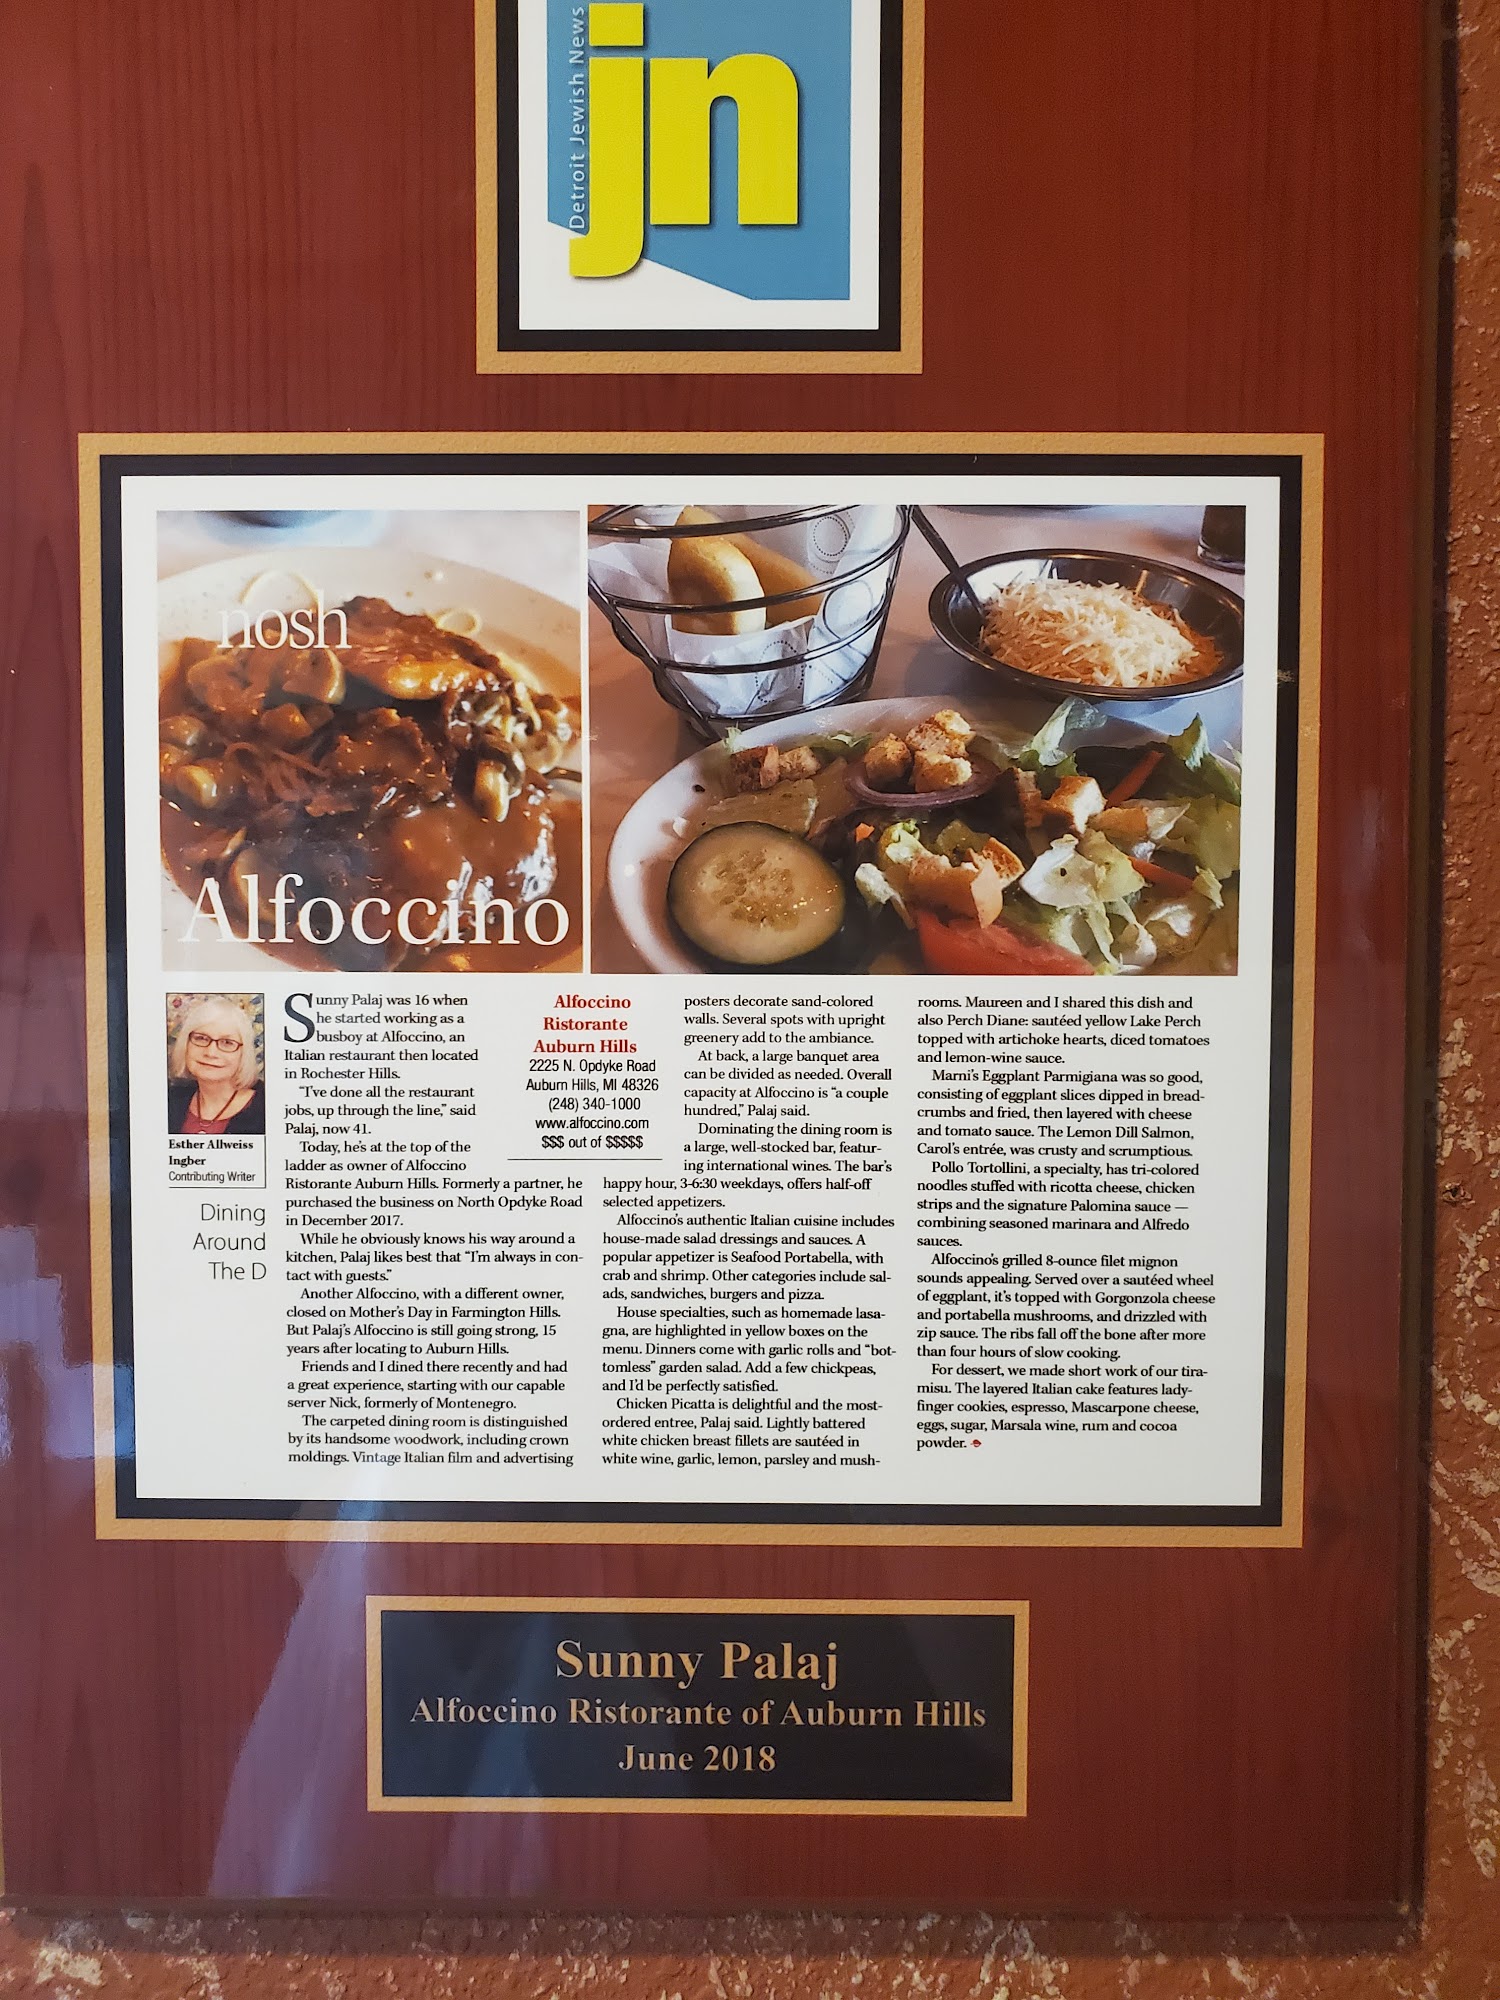 Detroit Jewish News
jn
nosh
Alfoccino
Esther Allweiss
Ingber
Contributing Writer
Dining
Around
The D
Sunny Palaj was 16 when
he started working as a
busboy at Alfoccino, an
Italian restaurant then located
in Rochester Hills.
“I’ve done all the restaurant
jobs, up through the line,” said
Palaj, now 41.
Today, he’s at the top of the
ladder as owner of Alfoccino
Ristorante Auburn Hills. Formerly a partner, he
purchased the business on North Opdyke Road
in December 2017.
While he obviously knows his way around a
kitchen, Palaj likes best that “I’m always in con-
tact with guests.”
Another Alfoccino, with a different owner,
closed on Mother’s Day in Farmington Hills.
But Palaj’s Alfoccino is still going strong, 15
years after locating to Auburn Hills.
Friends and I dined there recently and had
a great experience, starting with our capable
server Nick, formerly of Montenegro.
The carpeted dining room is distinguished
by its handsome woodwork, including crown
moldings. Vintage Italian film and advertising
Alfoccino
Ristorante
Auburn Hills
2225 N. Opdyke Road
Auburn Hills, MI 48326
(248) 340-1000
www.alfoccino.com
$$$ out of $$$$$
posters decorate sand-colored
walls. Several spots with upright
greenery add to the ambiance.
At back, a large banquet area
can be divided as needed. Overall
capacity at Alfoccino is “a couple
hundred,” Palaj said.
Dominating the dining room is
a large, well-stocked bar, featur-
ing international wines. The bar’s
happy hour, 3-6:30 weekdays, offers half-off
selected appetizers.
Alfoccino’s authentic Italian cuisine includes
house-made salad dressings and sauces. A
popular appetizer is Seafood Portabella, with
crab and shrimp. Other categories include sal-
ads, sandwiches, burgers and pizza.
House specialties, such as homemade lasa-
gna, are highlighted in yellow boxes on the
menu. Dinners come with garlic rolls and “bot-
tomless” garden salad. Add a few chickpeas,
and I’d be perfectly satisfied.
Chicken Picatta is delightful and the most-
ordered entree, Palaj said. Lightly battered
white chicken breast fillets are sautéed in
white wine, garlic, lemon, parsley and mush-
rooms. Maureen and I shared this dish and
also Perch Diane: sautéed yellow Lake Perch
topped with artichoke hearts, diced tomatoes
and lemon-wine sauce.
Marni’s Eggplant Parmigiana was so good,
consisting of eggplant slices dipped in bread-
crumbs and fried, then layered with cheese
and tomato sauce. The Lemon Dill Salmon,
Carol’s entrée, was crusty and scrumptious.
Pollo Tortollini, a specialty, has tri-colored
noodles stuffed with ricotta cheese, chicken
strips and the signature Palomina sauce —
combining seasoned marinara and Alfredo
sauces.
Alfoccino’s grilled 8-ounce filet mignon
sounds appealing. Served over a sautéed wheel
of eggplant, it’s topped with Gorgonzola cheese
and portabella mushrooms, and drizzled with
zip sauce. The ribs fall off the bone after more
than four hours of slow cooking.
For dessert, we made short work of our tira-
misu. The layered Italian cake features lady-
finger cookies, espresso, Mascarpone cheese,
eggs, sugar, Marsala wine, rum and cocoa
powder.
Sunny Palaj
Alfoccino Ristorante of Auburn Hills
June 2018